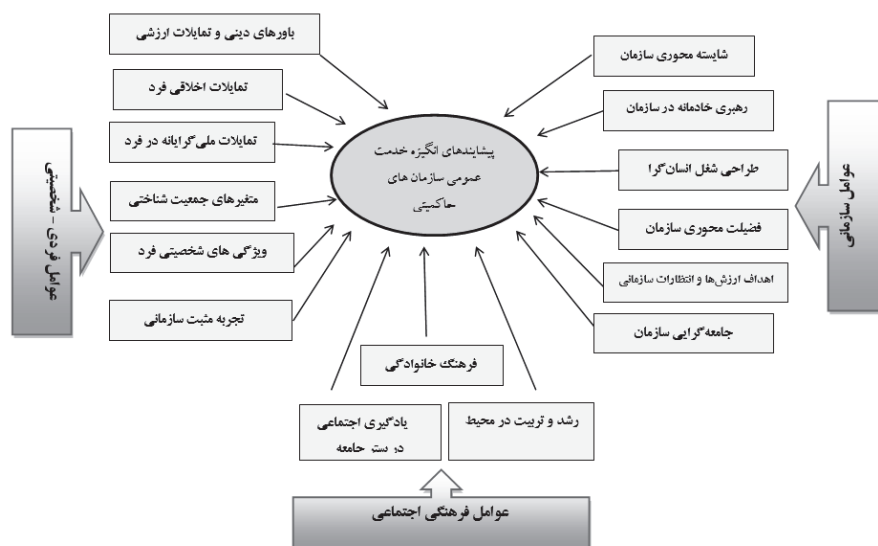 باورهای دینی و تمایلات ارزشی
تمایلات اخلاقی فرد
تمایلات ملی‌گرایانه در فرد
متغیرهای جمعیت شناختی
ویژگی های شخصیتی فرد
تجربه مثبت سازمانی
عوامل فردی - شخصیتی
پیشایندهای انگیزه خدمت
عمومی سازمان های
حاکمیتی
شایسته محوری سازمان
رهبری خادمانه در سازمان
طراحی شغل انسان‌گرا
فضیلت محوری سازمان
اهداف ارزش‌ها و انتظارات سازمانی
جامعه‌گرایی سازمان
عوامل سازمانی
فرهنگ خانوادگی
رشد و تربیت در محیط
یادگیری اجتماعی
در بستر جامعه
عوامل فرهنگی اجتماعی